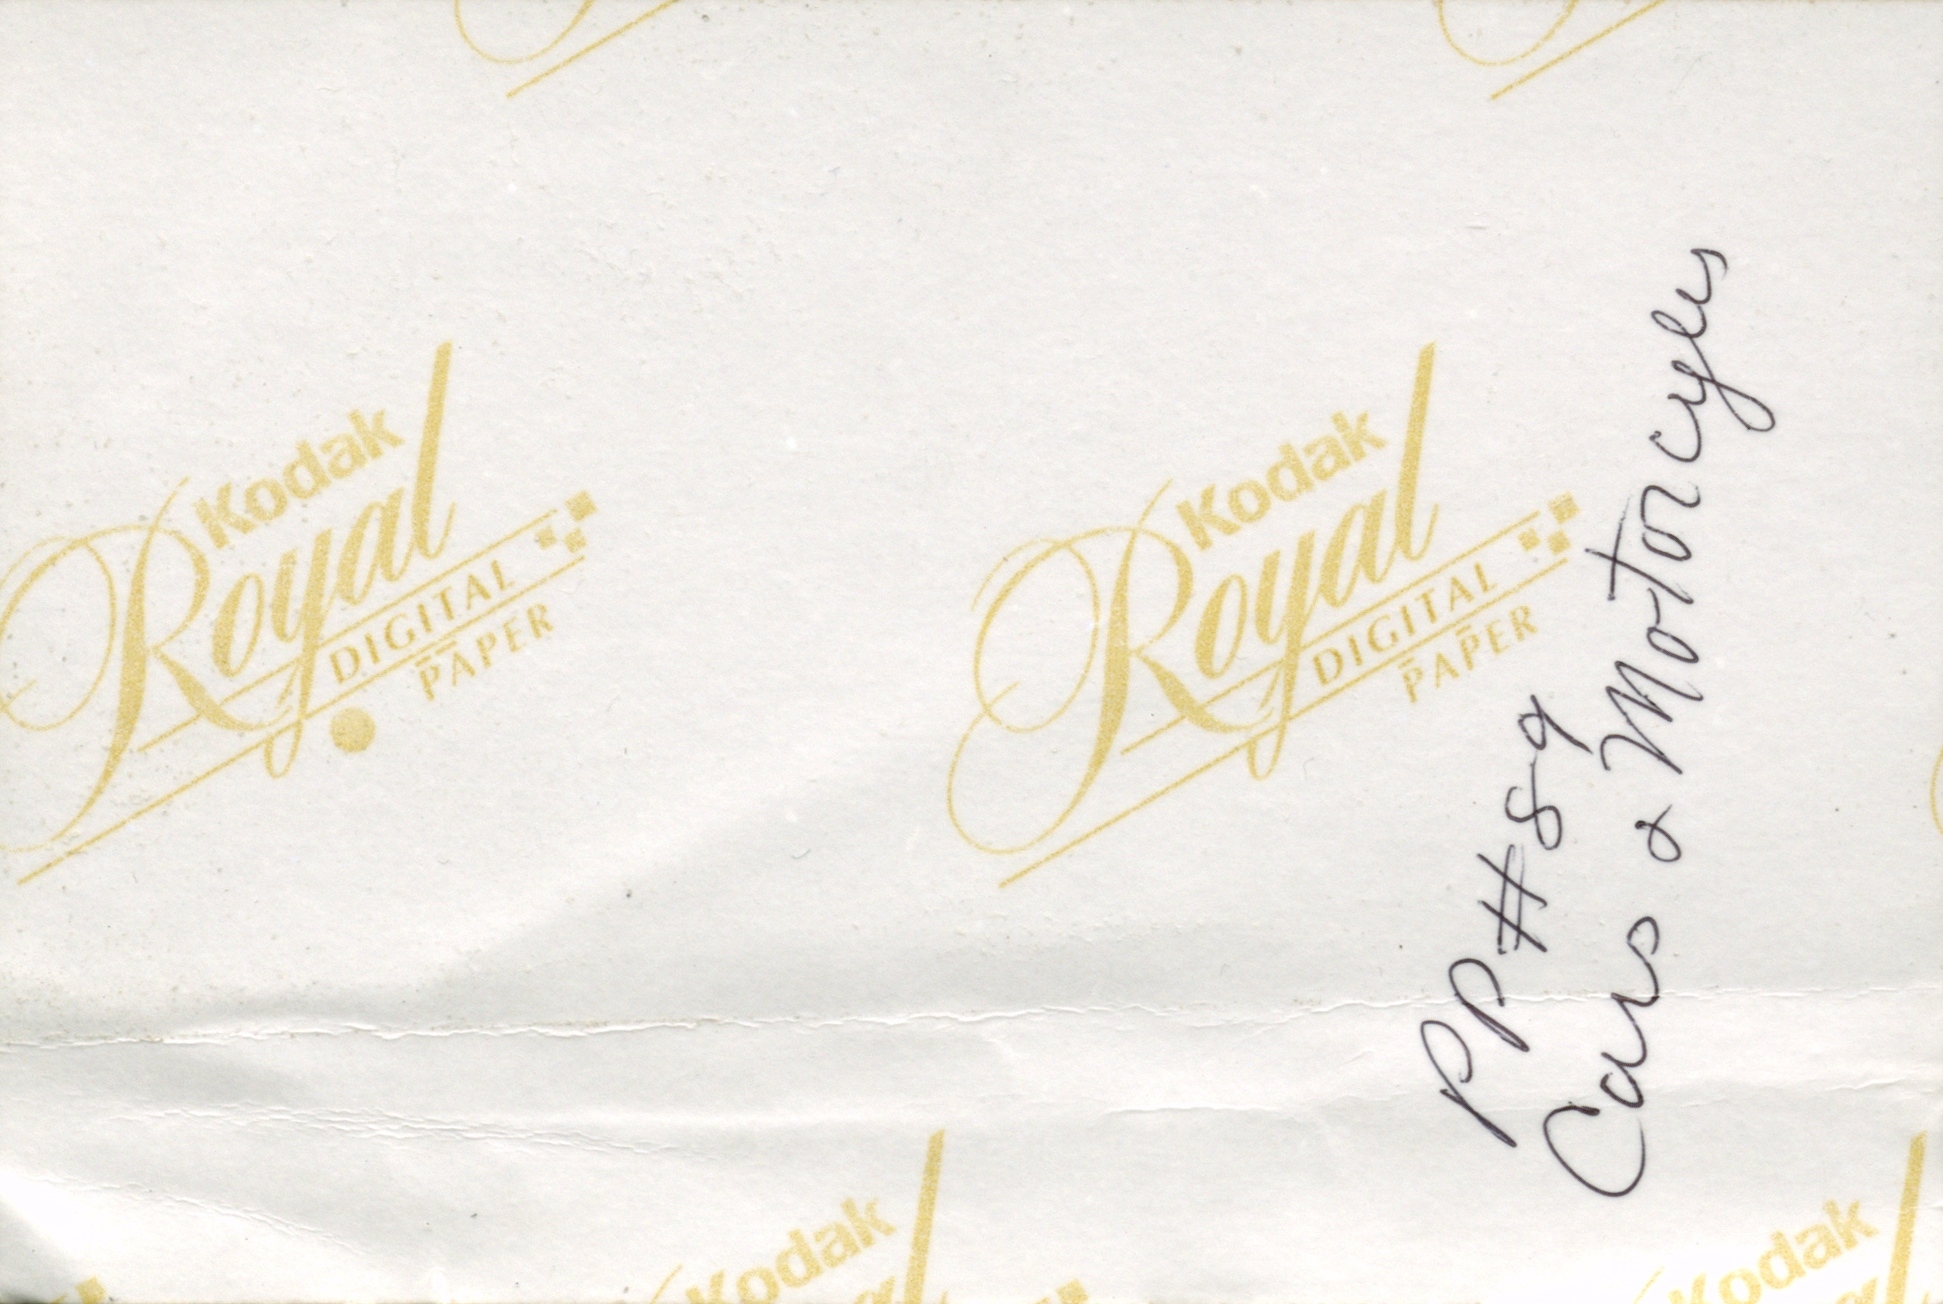 Kodak
Royal
DIGITAL
PAPER
Kodak
Royal
DIGITAL
PAPER
PP #89
Cars & Motorcycles
Kodak
Kodak